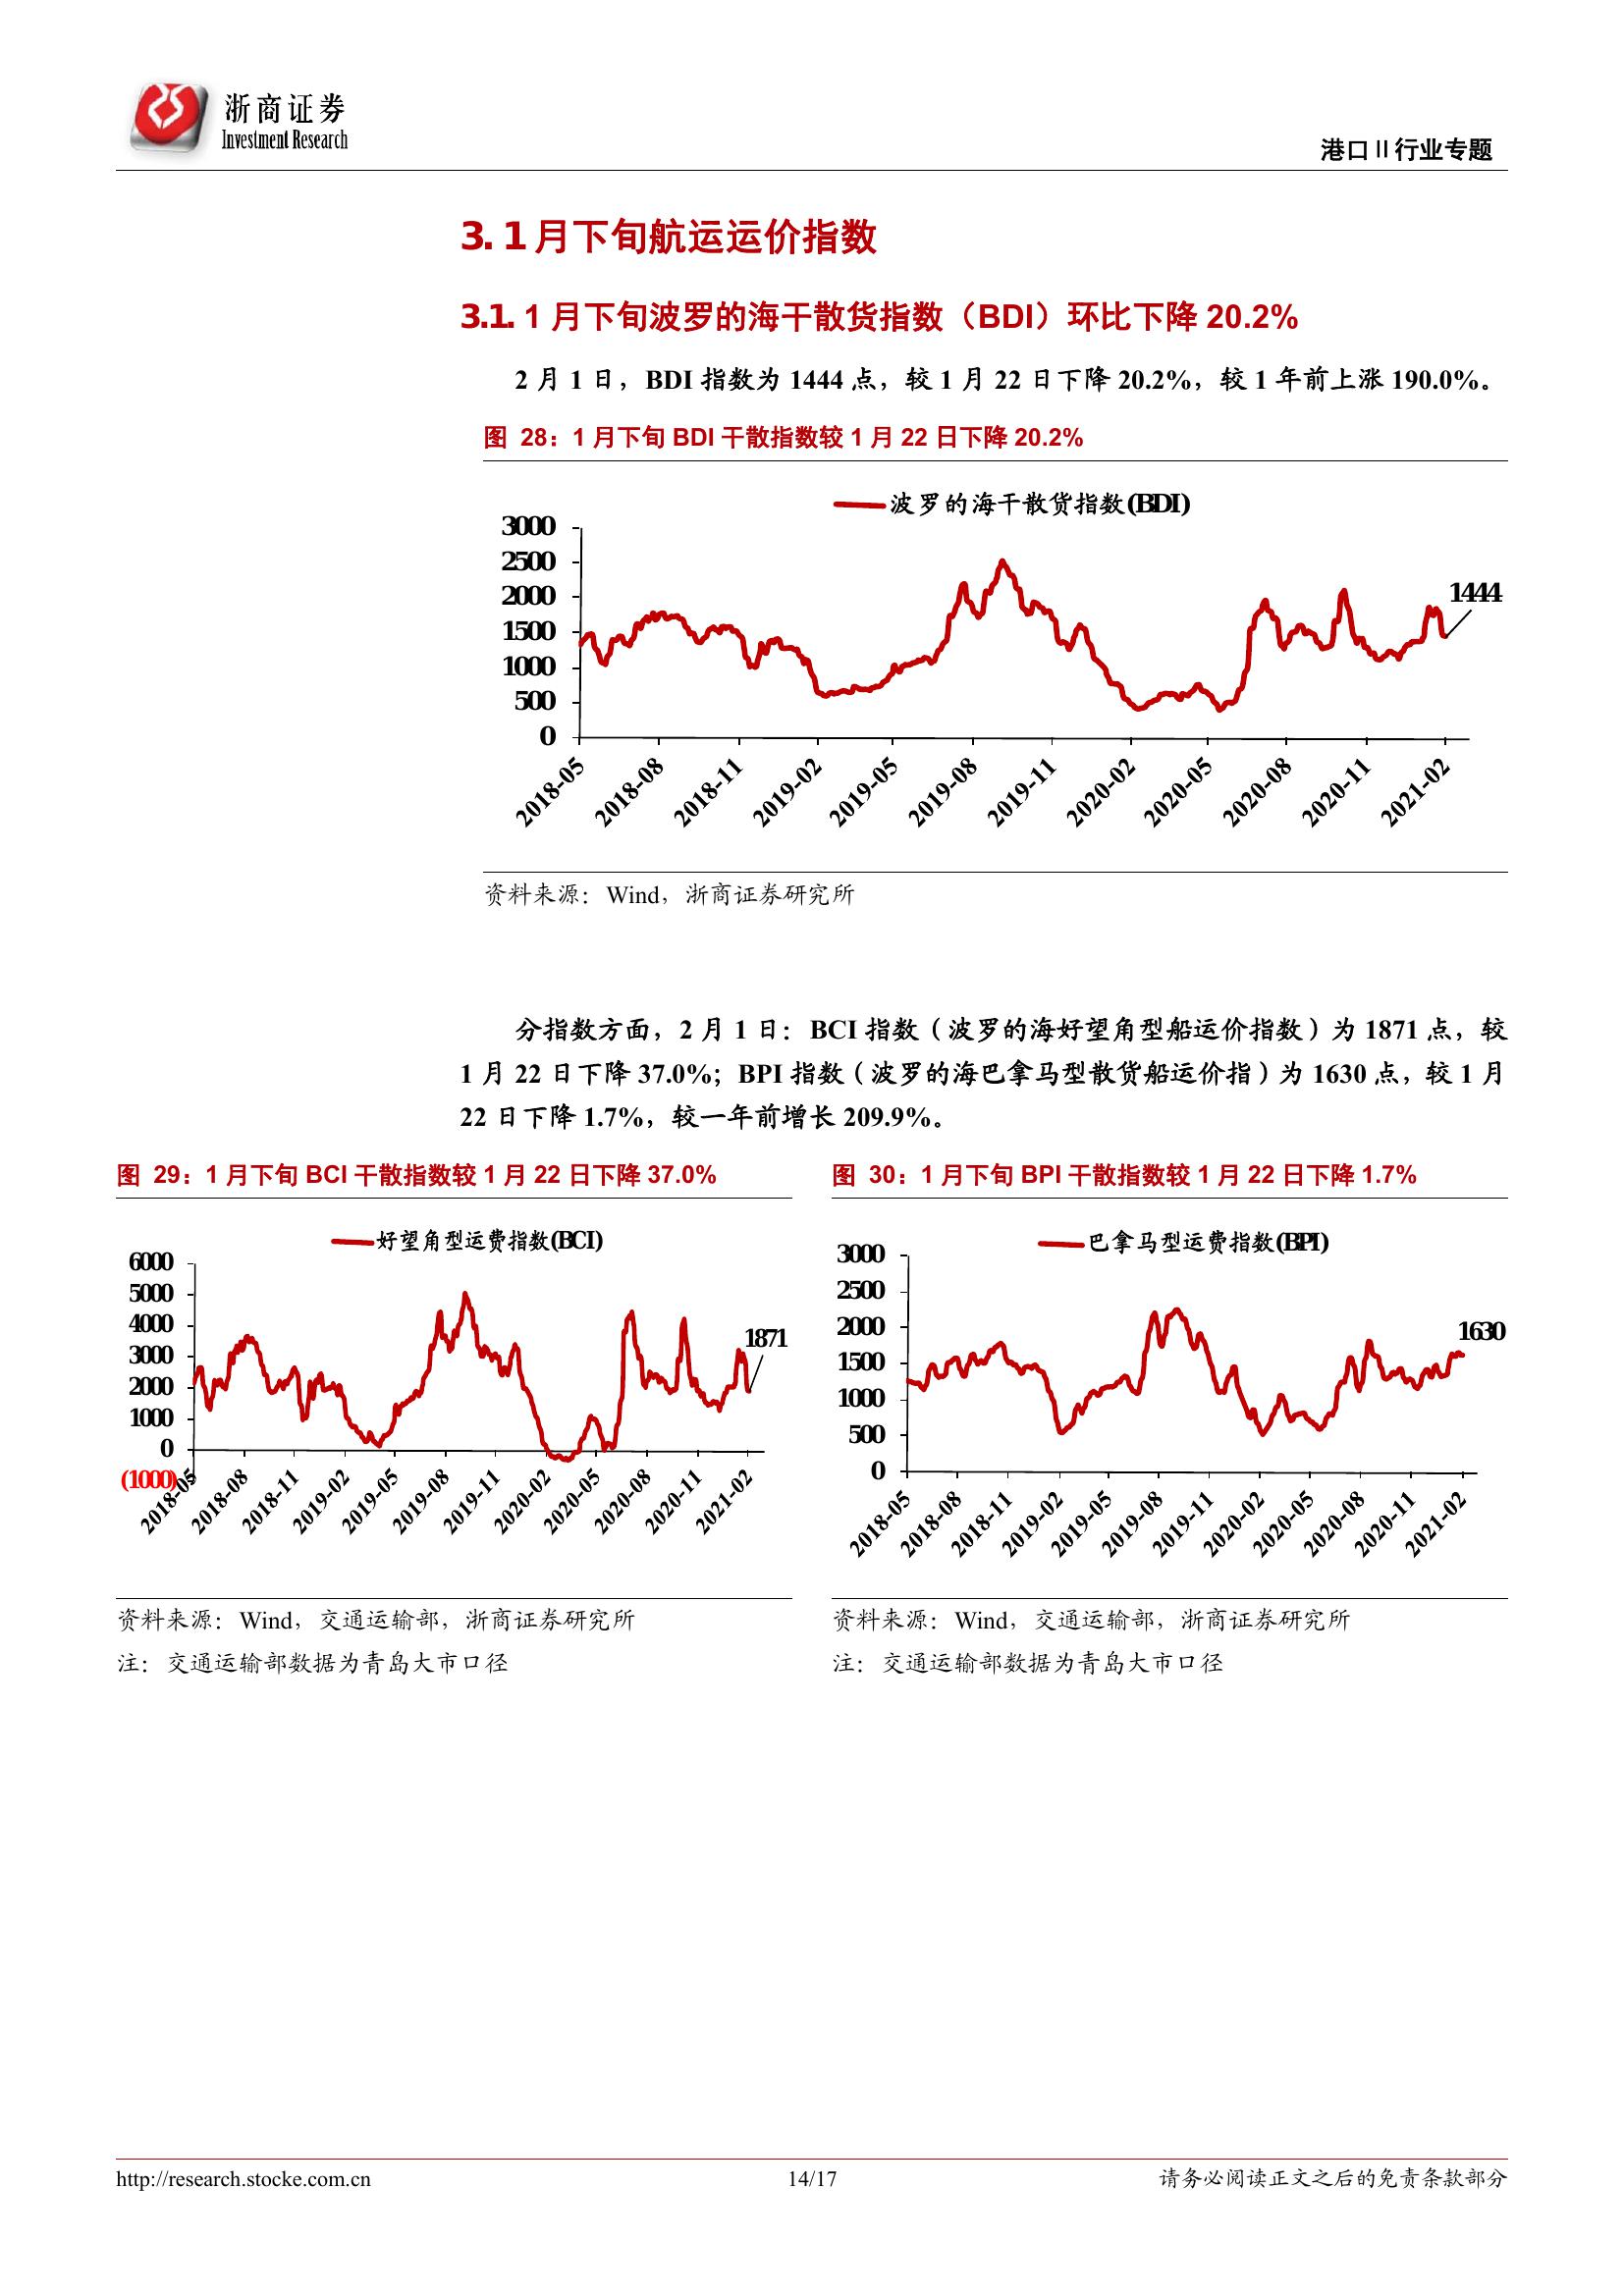 浙商证券
Investment Research
港口Ⅱ行业专题
3. 1 月下旬航运运价指数
3.1. 1 月下旬波罗的海干散货指数（BDI）环比下降 20.2%
2 月 1 日，BDI 指数为 1444 点，较 1 月 22 日下降 20.2%，较 1 年前上涨 190.0%。
图 28：1 月下旬 BDI 干散指数较 1 月 22 日下降 20.2%
波罗的海干散货指数(BDI)
3000
2500
2000
1500
1000
500
0
1444
2018-05
2018-08
2018-11
2019-02
2019-05
2019-08
2019-11
2020-02
2020-05
2020-08
2020-11
2021-02
资料来源：Wind，浙商证券研究所
分指数方面，2 月 1 日：BCI 指数（波罗的海好望角型船运价指数）为 1871 点，较
1 月 22 日下降 37.0%；BPI 指数（波罗的海巴拿马型散货船运价指）为 1630 点，较 1 月
22 日下降 1.7%，较一年前增长 209.9%。
图 29：1 月下旬 BCI 干散指数较 1 月 22 日下降 37.0%
好望角型运费指数(BCI)
6000
5000
4000
3000
2000
1000
0
(1000)
1871
2018-05
2018-08
2018-11
2019-02
2019-05
2019-08
2019-11
2020-02
2020-05
2020-08
2020-11
2021-02
资料来源：Wind，交通运输部，浙商证券研究所
注：交通运输部数据为青岛大市口径
图 30：1 月下旬 BPI 干散指数较 1 月 22 日下降 1.7%
巴拿马型运费指数(BPI)
3000
2500
2000
1500
1000
500
0
1630
2018-05
2018-08
2018-11
2019-02
2019-05
2019-08
2019-11
2020-02
2020-05
2020-08
2020-11
2021-02
资料来源：Wind，交通运输部，浙商证券研究所
注：交通运输部数据为青岛大市口径
http://research.stocke.com.cn
14/17
请务必阅读正文之后的免责条款部分